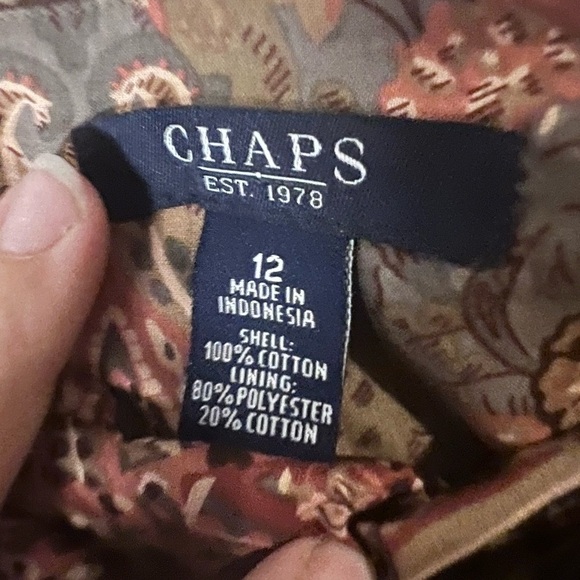 CHAPS
EST. 1978
12
MADE IN
INDONESIA
SHELL:
100% COTTON
LINING:
80% POLYESTER
20% COTTON